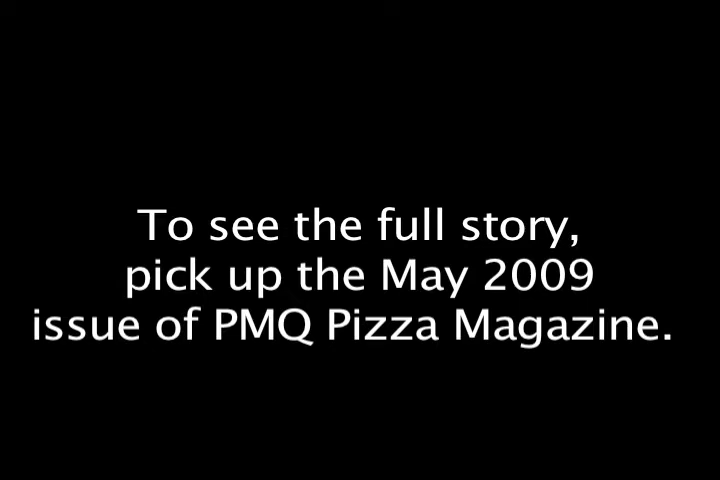 To see the full story,
pick up the May 2009
issue of PMQ Pizza Magazine.